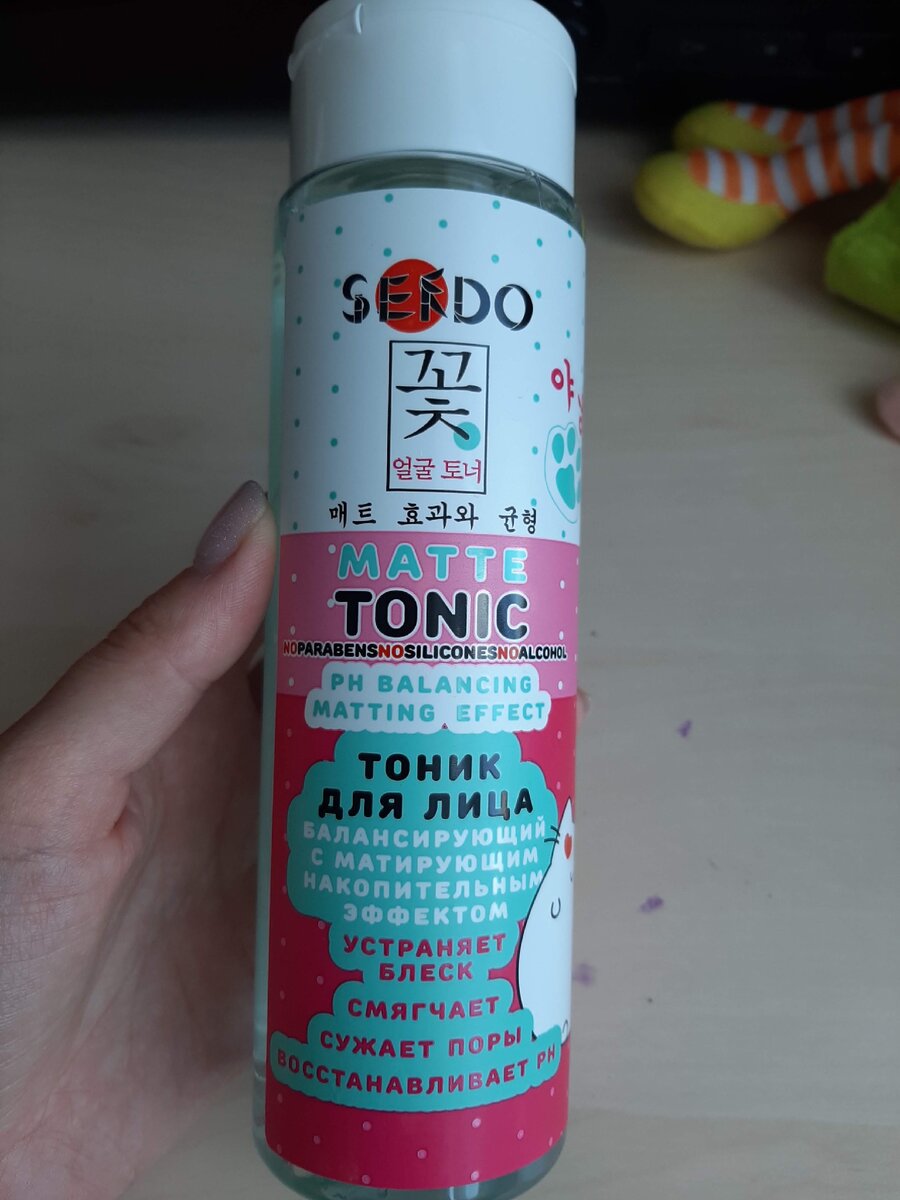 SENDO
꽃
얼굴 토너
야
매트 효과와 균형
MATTE
TONIC
NOPARABENSNOSILICONESNOALCOHOL
PH BALANCING
MATTING EFFECT
ТОНИК
ДЛЯ ЛИЦА
БАЛАНСИРУЮЩИЙ
С МАТИРУЮЩИМ
НАКОПИТЕЛЬНЫМ
ЭФФЕКТОМ
УСТРАНЯЕТ
БЛЕСК
СМЯГЧАЕТ
СУЖАЕТ ПОРЫ
ВОССТАНАВЛИВАЕТ PH